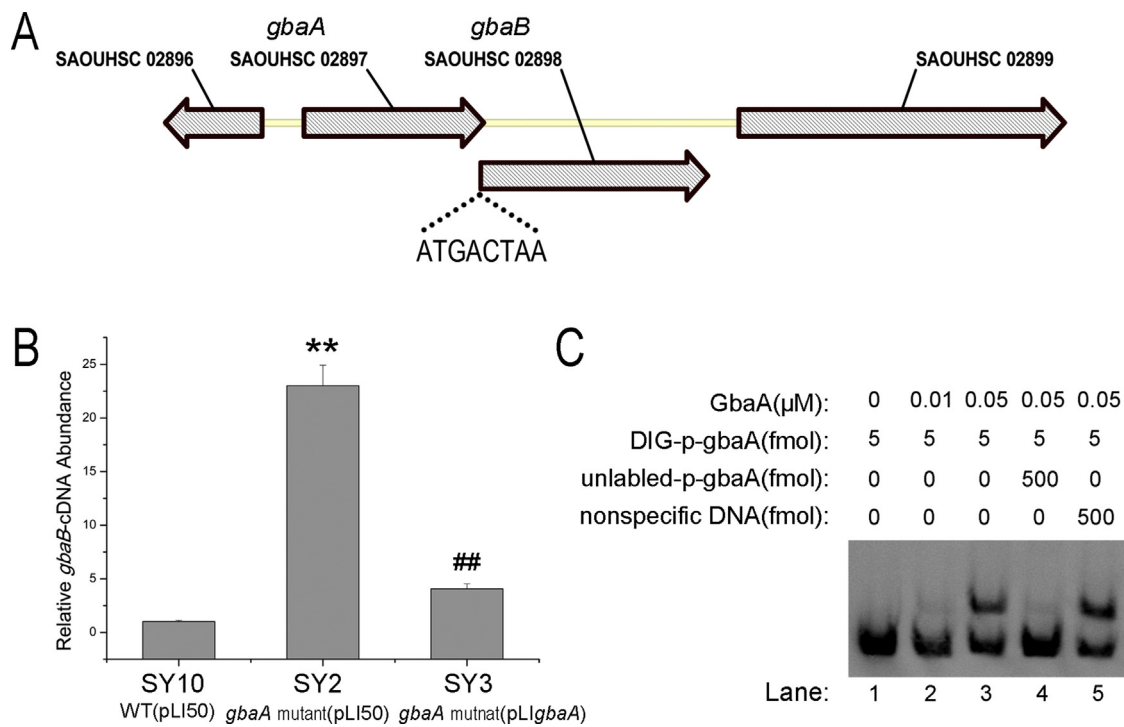 A
gbaA gbaB
SAOUHSC 02896 SAOUHSC 02897 SAOUHSC 02898 SAOUHSC 02899
ATGACTAA
B
Relative gbaB-cDNA Abundance
25
20
15
10
5
0
** 
##
SY10 SY2 SY3
WT(pLI50) gbaA mutant(pLI50) gbaA mutnat(pLIgbaA)
C
GbaA(μM): 0 0.01 0.05 0.05 0.05
DIG-p-gbaA(fmol): 5 5 5 5 5
unlabled-p-gbaA(fmol): 0 0 0 500 0
nonspecific DNA(fmol): 0 0 0 0 500
Lane: 1 2 3 4 5